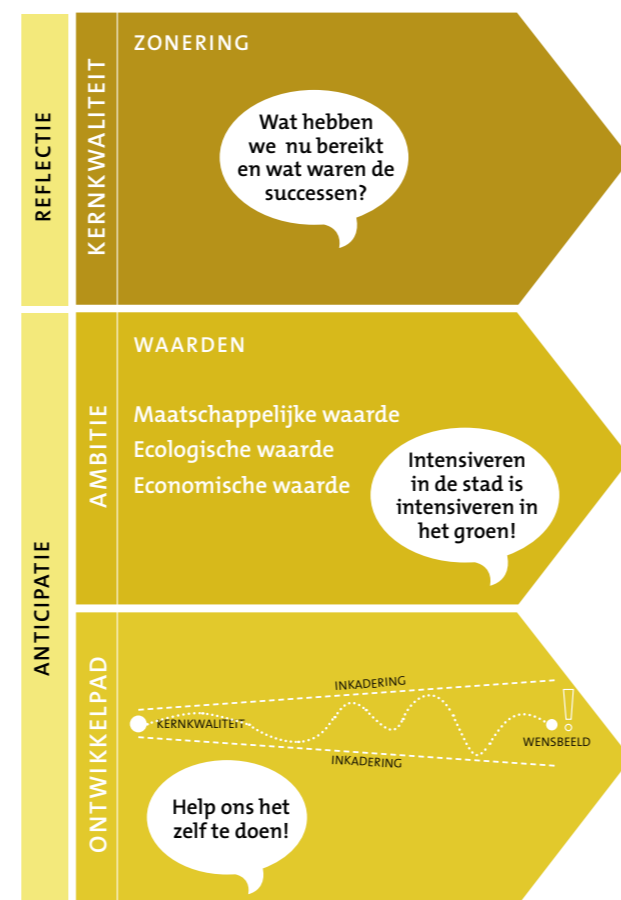 REFLECTIE
KERNKWALITEIT
ZONERING
Wat hebben
we nu bereikt
en wat waren de
successen?
ANTICIPATIE
AMBITIE
WAARDEN
Maatschappelijke waarde
Ecologische waarde
Economische waarde
Intensiveren
in de stad is
intensiveren in
het groen!
ONTWIKKELPAD
INKADERING
KERNKWALITEIT
!
WENSBEELD
INKADERING
Help ons het
zelf te doen!